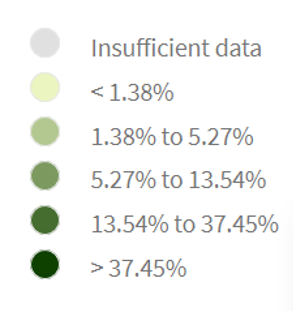 Insufficient data
< 1.38%
1.38% to 5.27%
5.27% to 13.54%
13.54% to 37.45%
> 37.45%